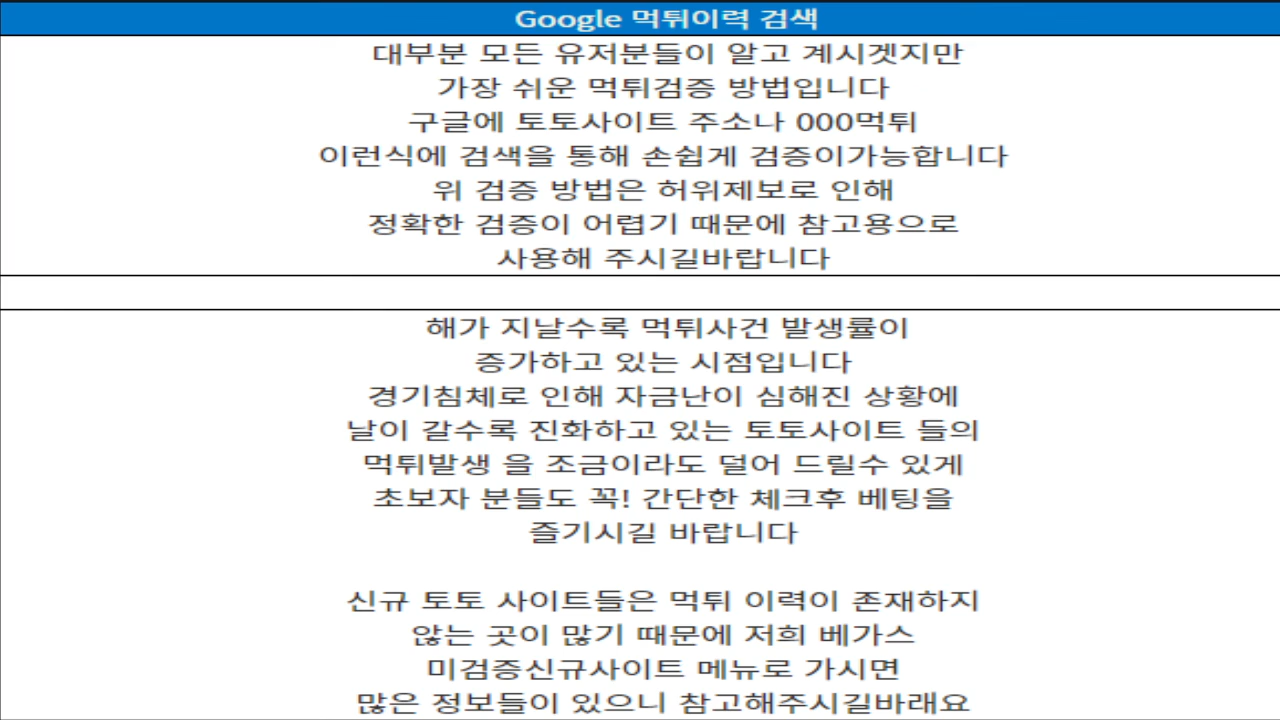 Google 먹튀이력 검색
대부분 모든 유저분들이 알고 계시겟지만
가장 쉬운 먹튀검증 방법입니다
구글에 토토사이트 주소나 000먹튀
이런식에 검색을 통해 손쉽게 검증이가능합니다
위 검증 방법은 허위제보로 인해
정확한 검증이 어렵기 때문에 참고용으로
사용해 주시길바랍니다
해가 지날수록 먹튀사건 발생률이
증가하고 있는 시점입니다
경기침체로 인해 자금난이 심해진 상황에
날이 갈수록 진화하고 있는 토토사이트 들의
먹튀발생 을 조금이라도 덜어 드릴수 있게
초보자 분들도 꼭! 간단한 체크후 베팅을
즐기시길 바랍니다
신규 토토 사이트들은 먹튀 이력이 존재하지
않는 곳이 많기 때문에 저희 베가스
미검증신규사이트 메뉴로 가시면
많은 정보들이 있으니 참고해주시길바래요